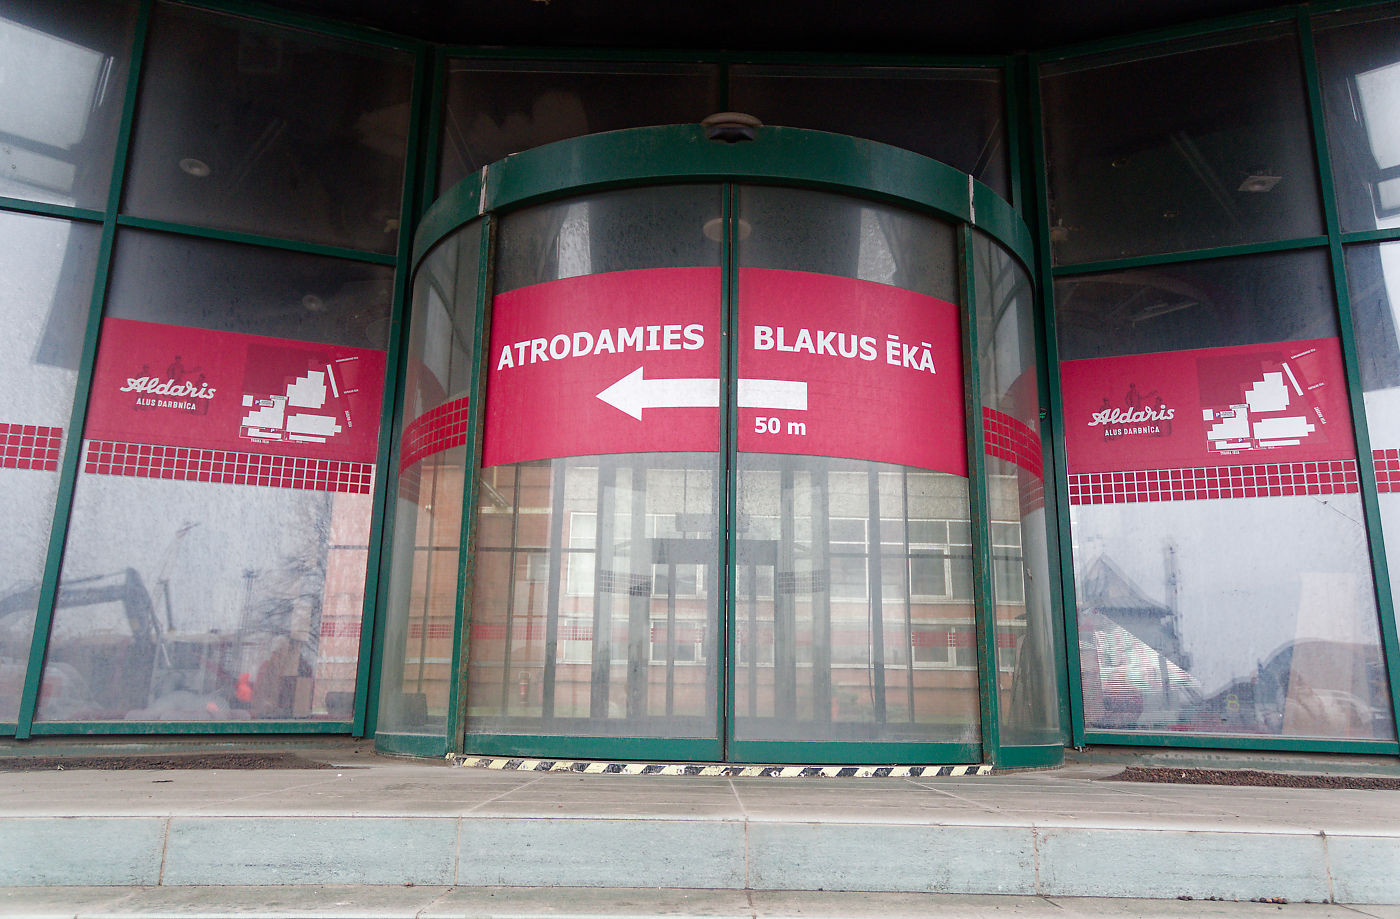 ATRODAMIES BLAKUS ĒKĀ
50 m
Aldaris
ALUS DARBNĪCA
Aldaris
ALUS DARBNĪCA